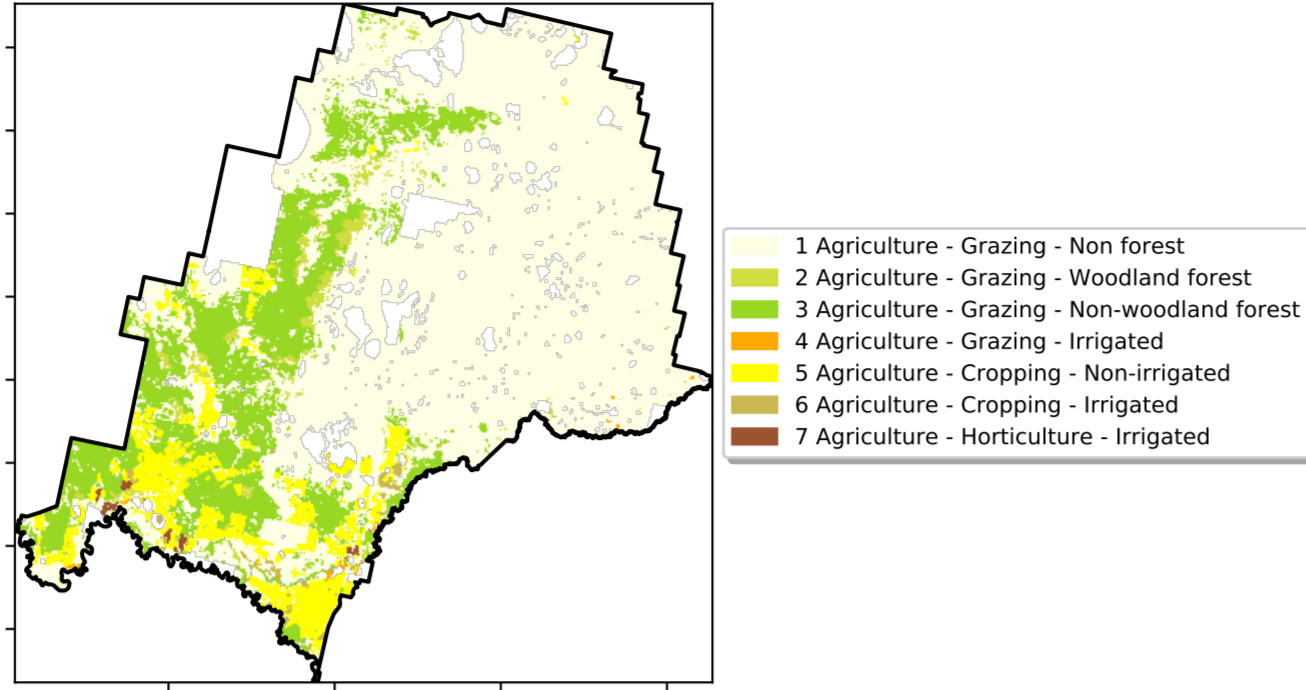 1 Agriculture - Grazing - Non forest
2 Agriculture - Grazing - Woodland forest
3 Agriculture - Grazing - Non-woodland forest
4 Agriculture - Grazing - Irrigated
5 Agriculture - Cropping - Non-irrigated
6 Agriculture - Cropping - Irrigated
7 Agriculture - Horticulture - Irrigated